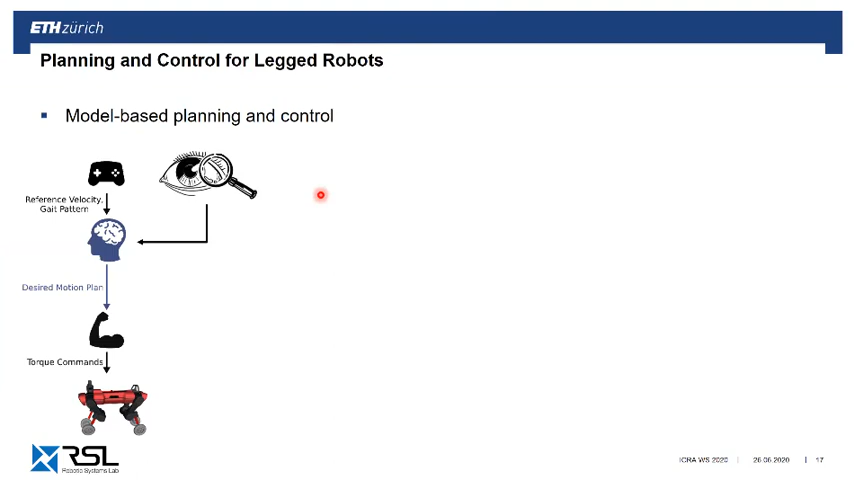 ETH zürich
Planning and Control for Legged Robots
Model-based planning and control
Reference Velocity,
Gait Pattern
Desired Motion Plan
Torque Commands
RSL
Robotic Systems Lab
ICRA WS 2020 | 26.06.2020 | 17